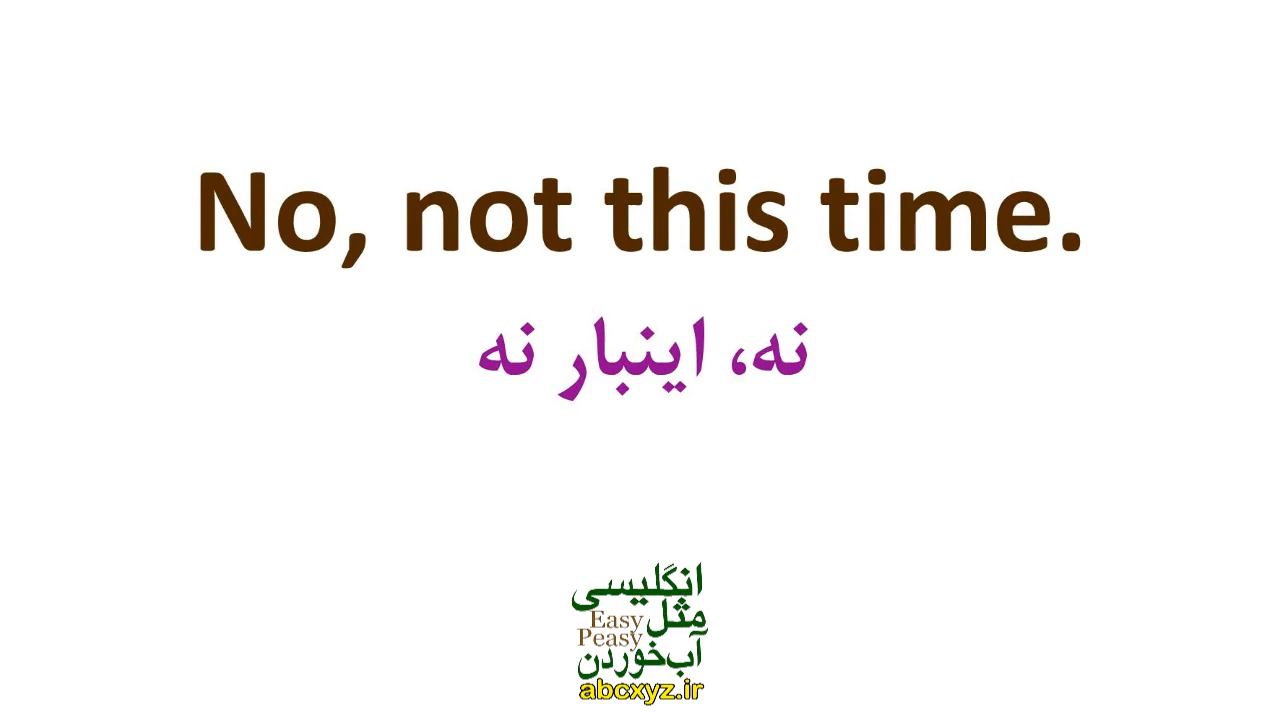 No, not this time.
نه، اینبار نه
انگلیسی
مثل
Easy
Peasy
آب‌خوردن
abcxyz.ir